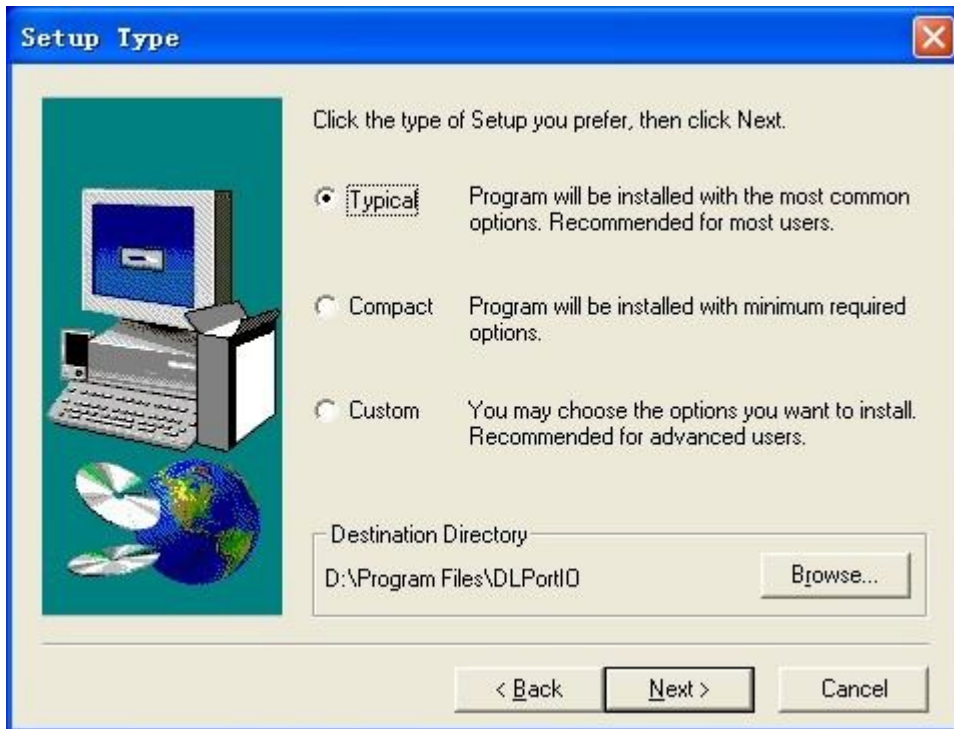 Setup Type
Click the type of Setup you prefer, then click Next.
Typical
Program will be installed with the most common
options. Recommended for most users.
Compact
Program will be installed with minimum required
options.
Custom
You may choose the options you want to install.
Recommended for advanced users.
Destination Directory
D:\Program Files\DLPortIO
Browse...
< Back
Next >
Cancel